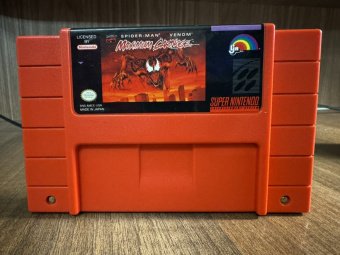 LICENSED
BY
Nintendo
SPIDER-MAN VENOM
MAXIMUM CARNAGE
LJN
MADE IN JAPAN
SUPER NINTENDO